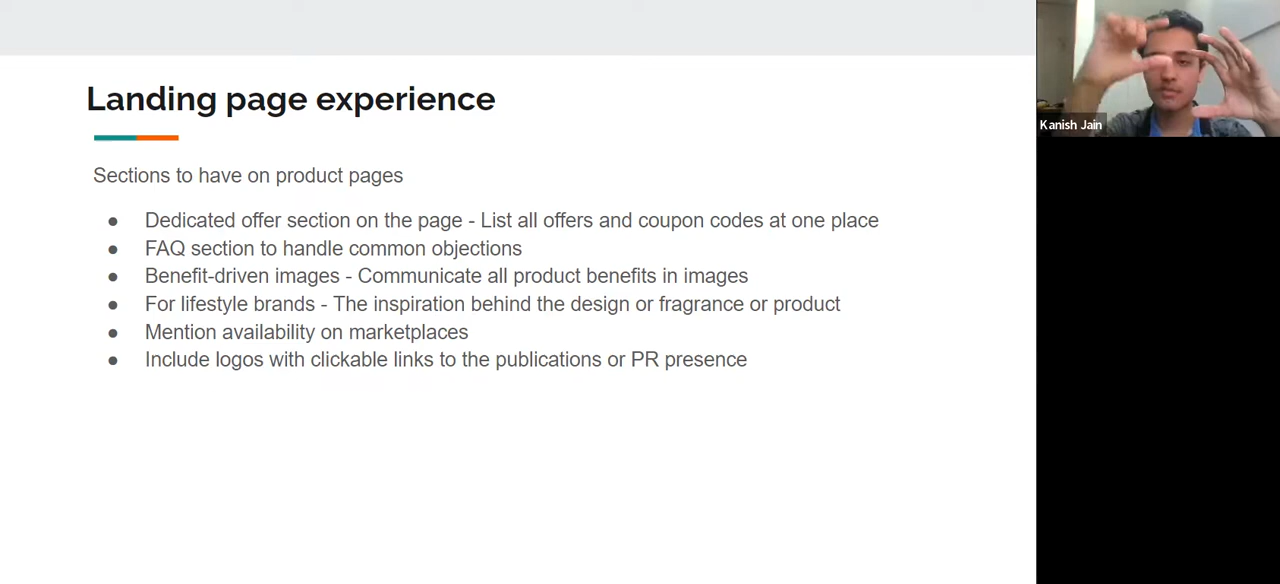 Landing page experience
Sections to have on product pages
● Dedicated offer section on the page - List all offers and coupon codes at one place
● FAQ section to handle common objections
● Benefit-driven images - Communicate all product benefits in images
● For lifestyle brands - The inspiration behind the design or fragrance or product
● Mention availability on marketplaces
● Include logos with clickable links to the publications or PR presence
Kanish Jain